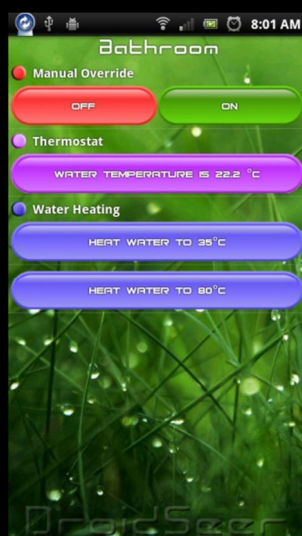 8:01 AM
Bathroom
Manual Override
OFF
ON
Thermostat
WATER TEMPERATURE IS 22.2 °C
Water Heating
HEAT WATER TO 35°C
HEAT WATER TO 80°C
DroidSeer